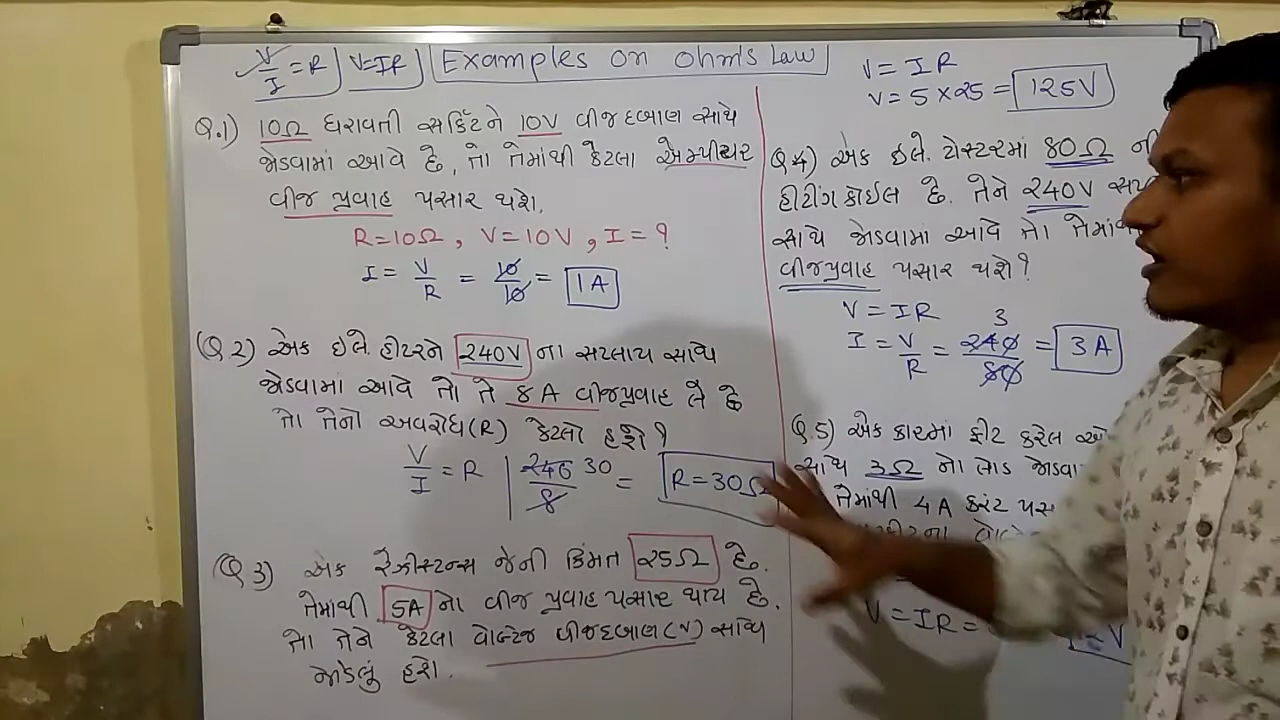 V/I = R | V=IR | Examples on ohm's Law
Q.1) 10Ω ધરાવતી સર્કિટને 10V વીજ દબાણ સાથે
જોડવામાં આવે છે, તો તેમાંથી કેટલા એમ્પીયર
વીજ પ્રવાહ પસાર થશે.
R=10Ω, V=10V, I=?
I = V/R = 10/10 = 1A
Q 2) એક ઇલે. હીટરને 240V ના સપ્લાય સાથે
જોડવામાં આવે તો તે 8A વીજપ્રવાહ લે છે
તો તેનો અવરોધ(R) કેટલો હશે?
V/I = R | 240/8 30 = R=30Ω
Q 3) એક રેઝીસ્ટન્સ જેની કિંમત 25Ω છે.
તેમાંથી 5A નો વીજ પ્રવાહ પસાર થાય છે.
તો તેને કેટલા વોલ્ટેજ વીજદબાણ(V) સાથે
જોડેલું હશે.
V = IR
V = 5×25 = 125V
Q 4) એક ઇલે. ટોસ્ટરમાં 80Ω ની
હીટીંગ કોઇલ છે. તેને 240V
સાથે જોડવામાં આવે તો
વીજપ્રવાહ પસાર થશે?
V = IR
I = V/R = 240/80 3 = 3A
Q.5) એક કારમાં ફીટ કરેલ
સાથે 3Ω નો લોડ
તેમાંથી 4A કરંટ
V = IR =